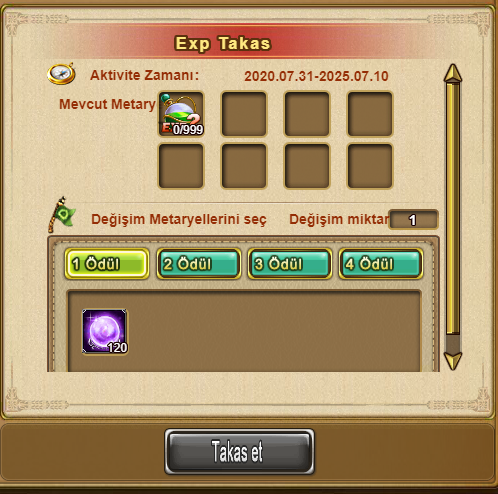 Exp Takas
Aktivite Zamanı: 2020.07.31-2025.07.10
Mevcut Metary
0/999
Değişim Metaryellerini seç Değişim miktar 1
1 Ödül 2 Ödül 3 Ödül 4 Ödül
120
Takas et